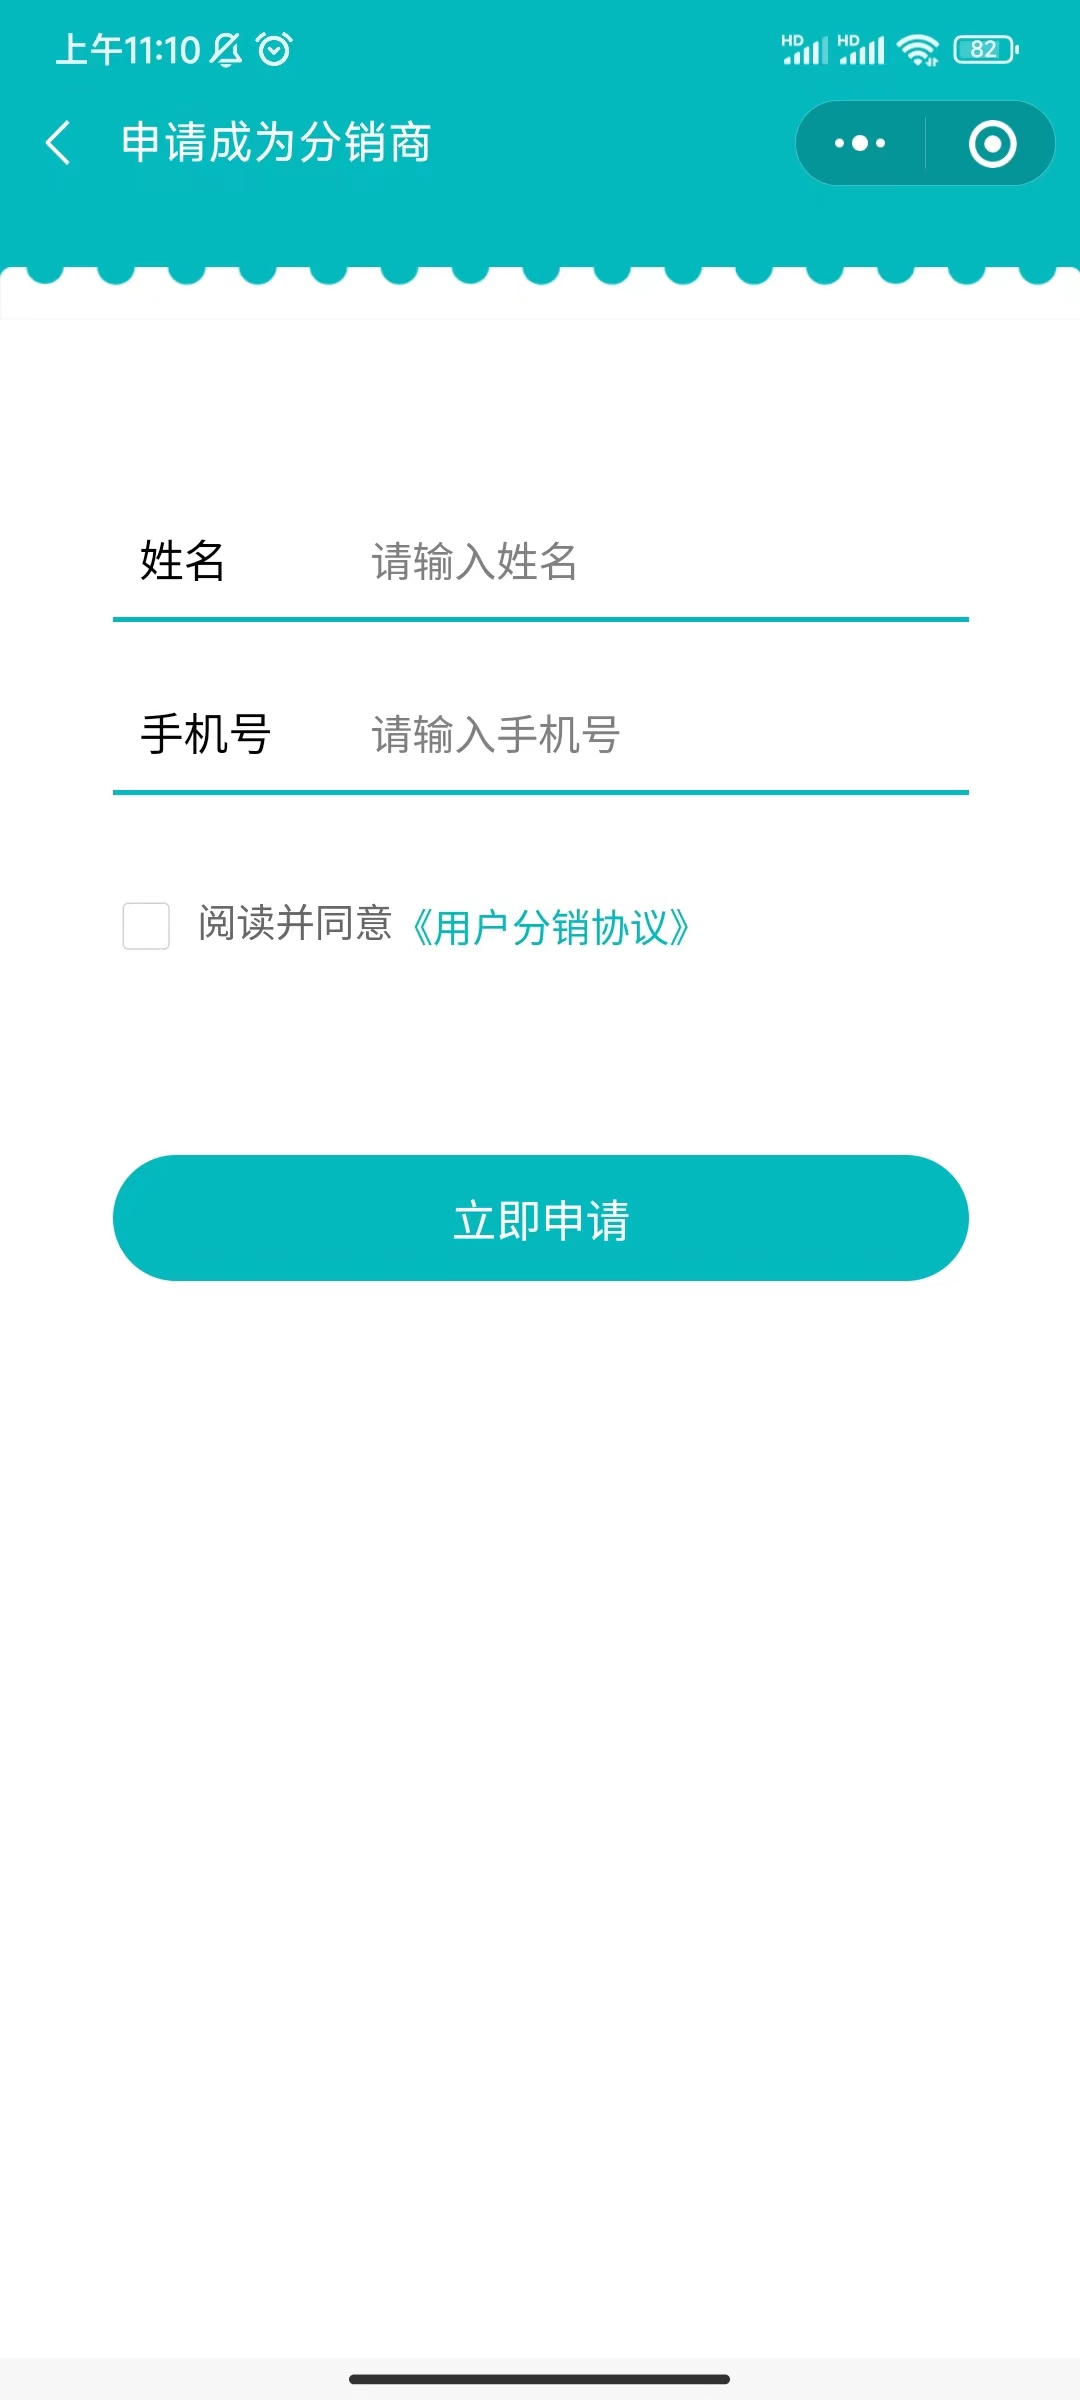 上午11:10
HD HD 82
申请成为分销商
姓名 请输入姓名
手机号 请输入手机号
阅读并同意《用户分销协议》
立即申请